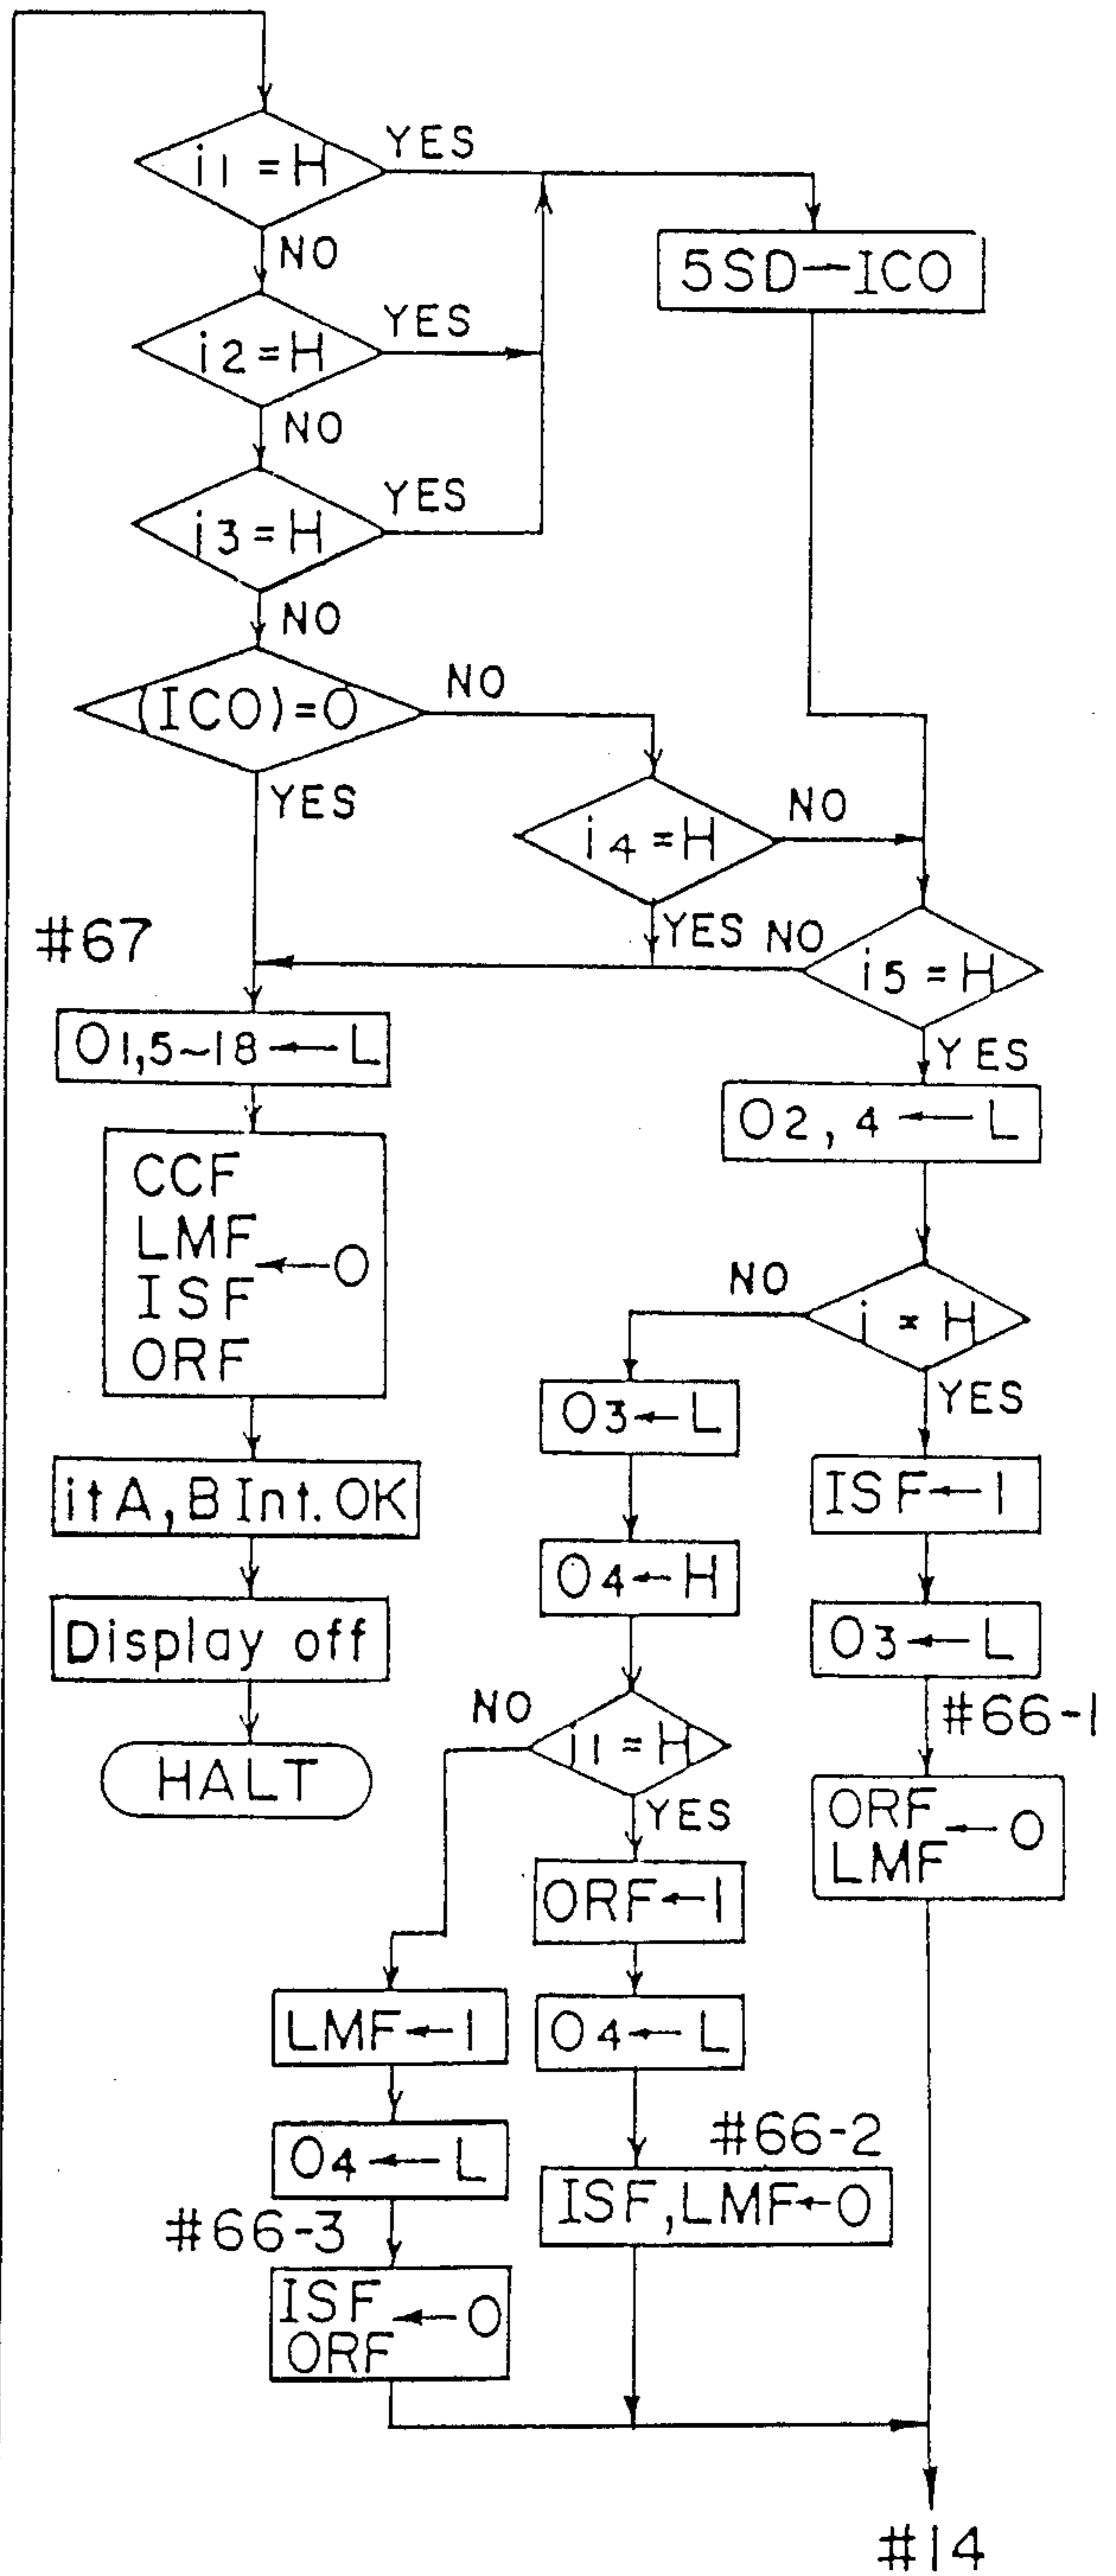 i1 = H
YES
NO
5SD—ICO
i2 = H
YES
NO
i3 = H
YES
NO
(ICO)=0
NO
YES
i4 = H
NO
YES
#67
NO
i5 = H
YES
O1,5~18 ← L
O2, 4 ← L
CCF
LMF
ISF
ORF
← 0
NO
i = H
YES
O3 ← L
ISF ← 1
itA, B Int. OK
O4 ← H
Display off
O3 ← L
#66-1
HALT
NO
i1 = H
YES
ORF
LMF
← 0
ORF ← 1
LMF ← 1
O4 ← L
O4 ← L
#66-2
ISF, LMF ← 0
#66-3
ISF
ORF
← 0
#14